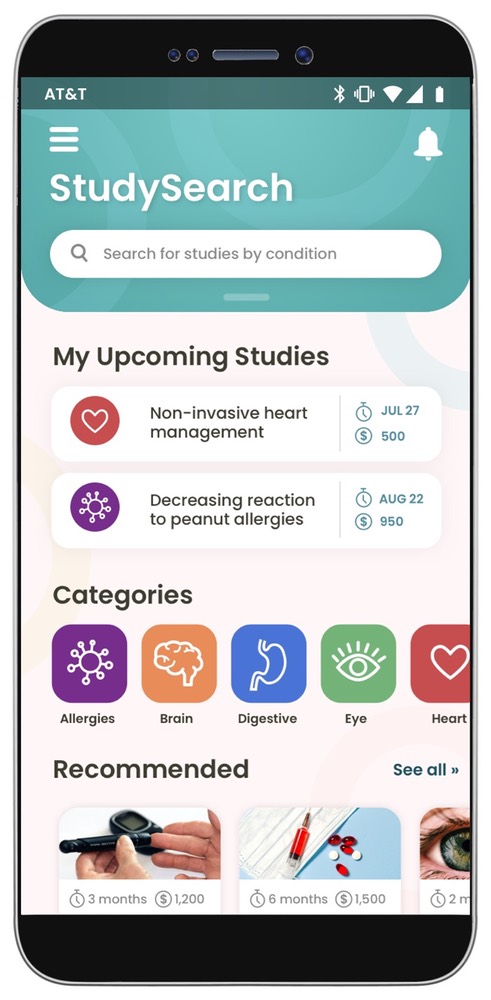 AT&T
StudySearch
Search for studies by condition
My Upcoming Studies
Non-invasive heart
management
JUL 27
$ 500
Decreasing reaction
to peanut allergies
AUG 22
$ 950
Categories
Allergies Brain Digestive Eye Heart
Recommended See all »
3 months $ 1,200 6 months $ 1,500 2 m